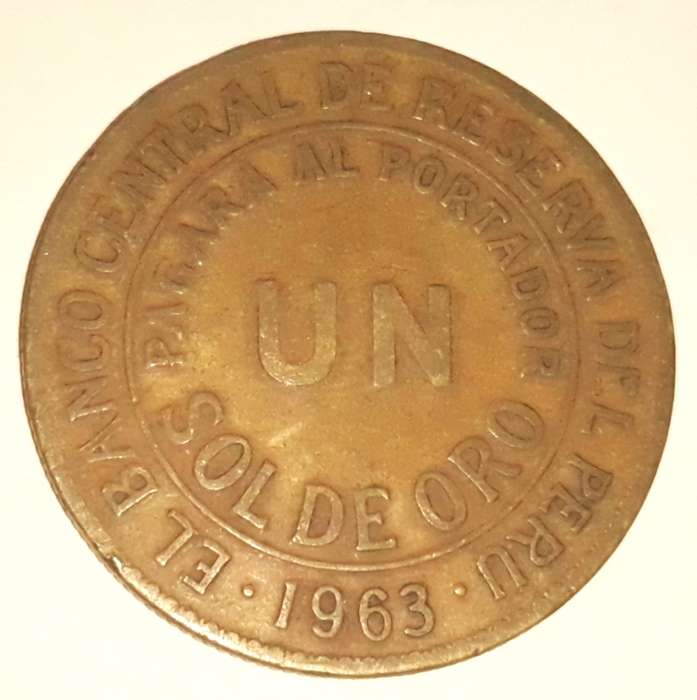 EL BANCO CENTRAL DE RESERVA DEL PERU
PAGARA AL PORTADOR
UN
SOL DE ORO
· 1963 ·